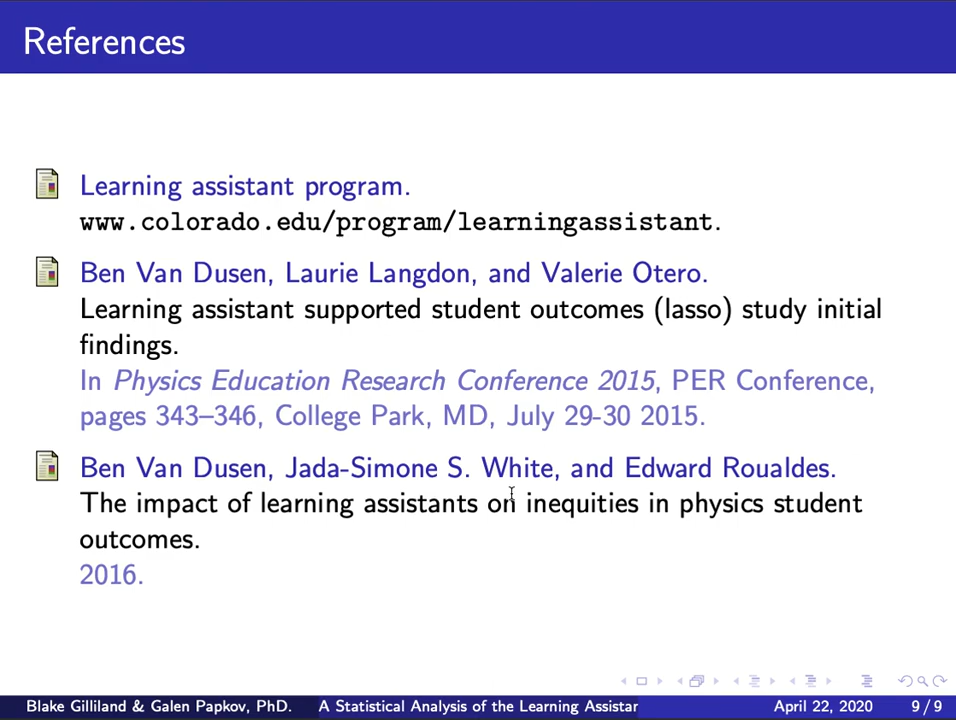 References
Learning assistant program.
www.colorado.edu/program/learningassistant.
Ben Van Dusen, Laurie Langdon, and Valerie Otero.
Learning assistant supported student outcomes (lasso) study initial
findings.
In Physics Education Research Conference 2015, PER Conference,
pages 343–346, College Park, MD, July 29-30 2015.
Ben Van Dusen, Jada-Simone S. White, and Edward Roualdes.
The impact of learning assistants on inequities in physics student
outcomes.
2016.
Blake Gilliland & Galen Papkov, PhD. A Statistical Analysis of the Learning Assistar April 22, 2020 9 / 9